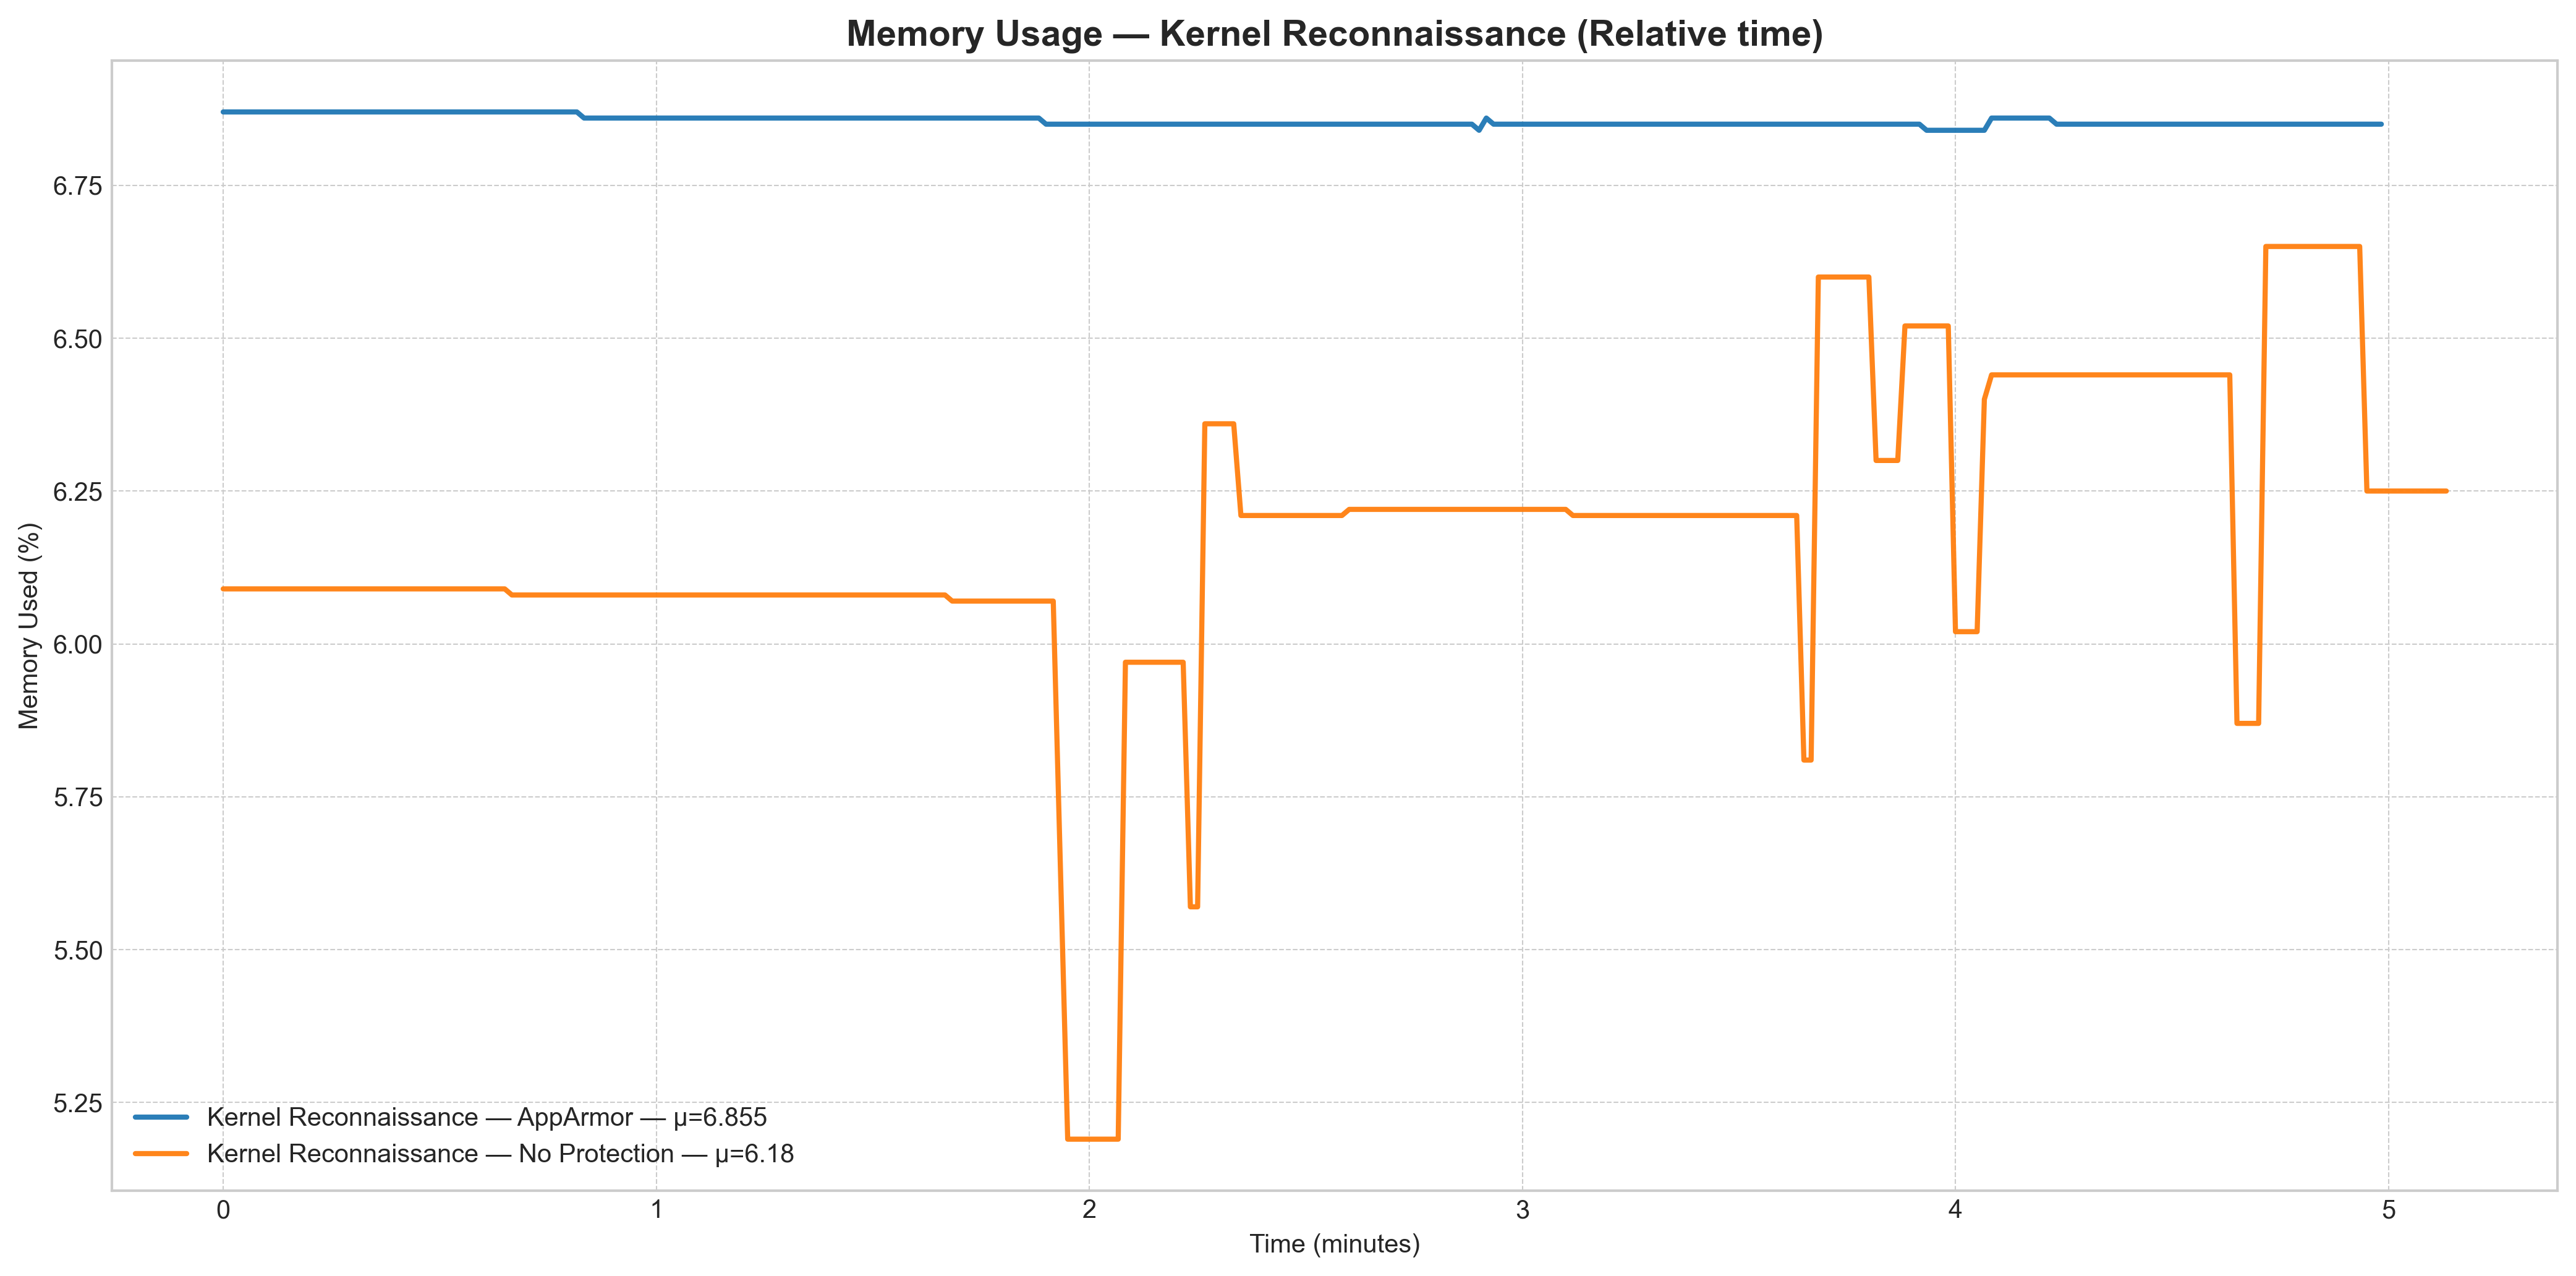 Memory Usage — Kernel Reconnaissance (Relative time)
Memory Used (%)
6.75
6.50
6.25
6.00
5.75
5.50
5.25
Kernel Reconnaissance — AppArmor — μ=6.855
Kernel Reconnaissance — No Protection — μ=6.18
0 1 2 3 4 5
Time (minutes)